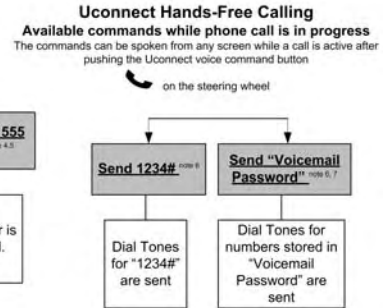 Uconnect Hands-Free Calling
Available commands while phone call is in progress
The commands can be spoken from any screen while a call is active after
pushing the Uconnect voice command button
on the steering wheel
555
4,5
Send 1234# note 6
Send "Voicemail
Password" note 6, 7
r is
l.
Dial Tones
for "1234#"
are sent
Dial Tones for
numbers stored in
"Voicemail
Password" are
sent